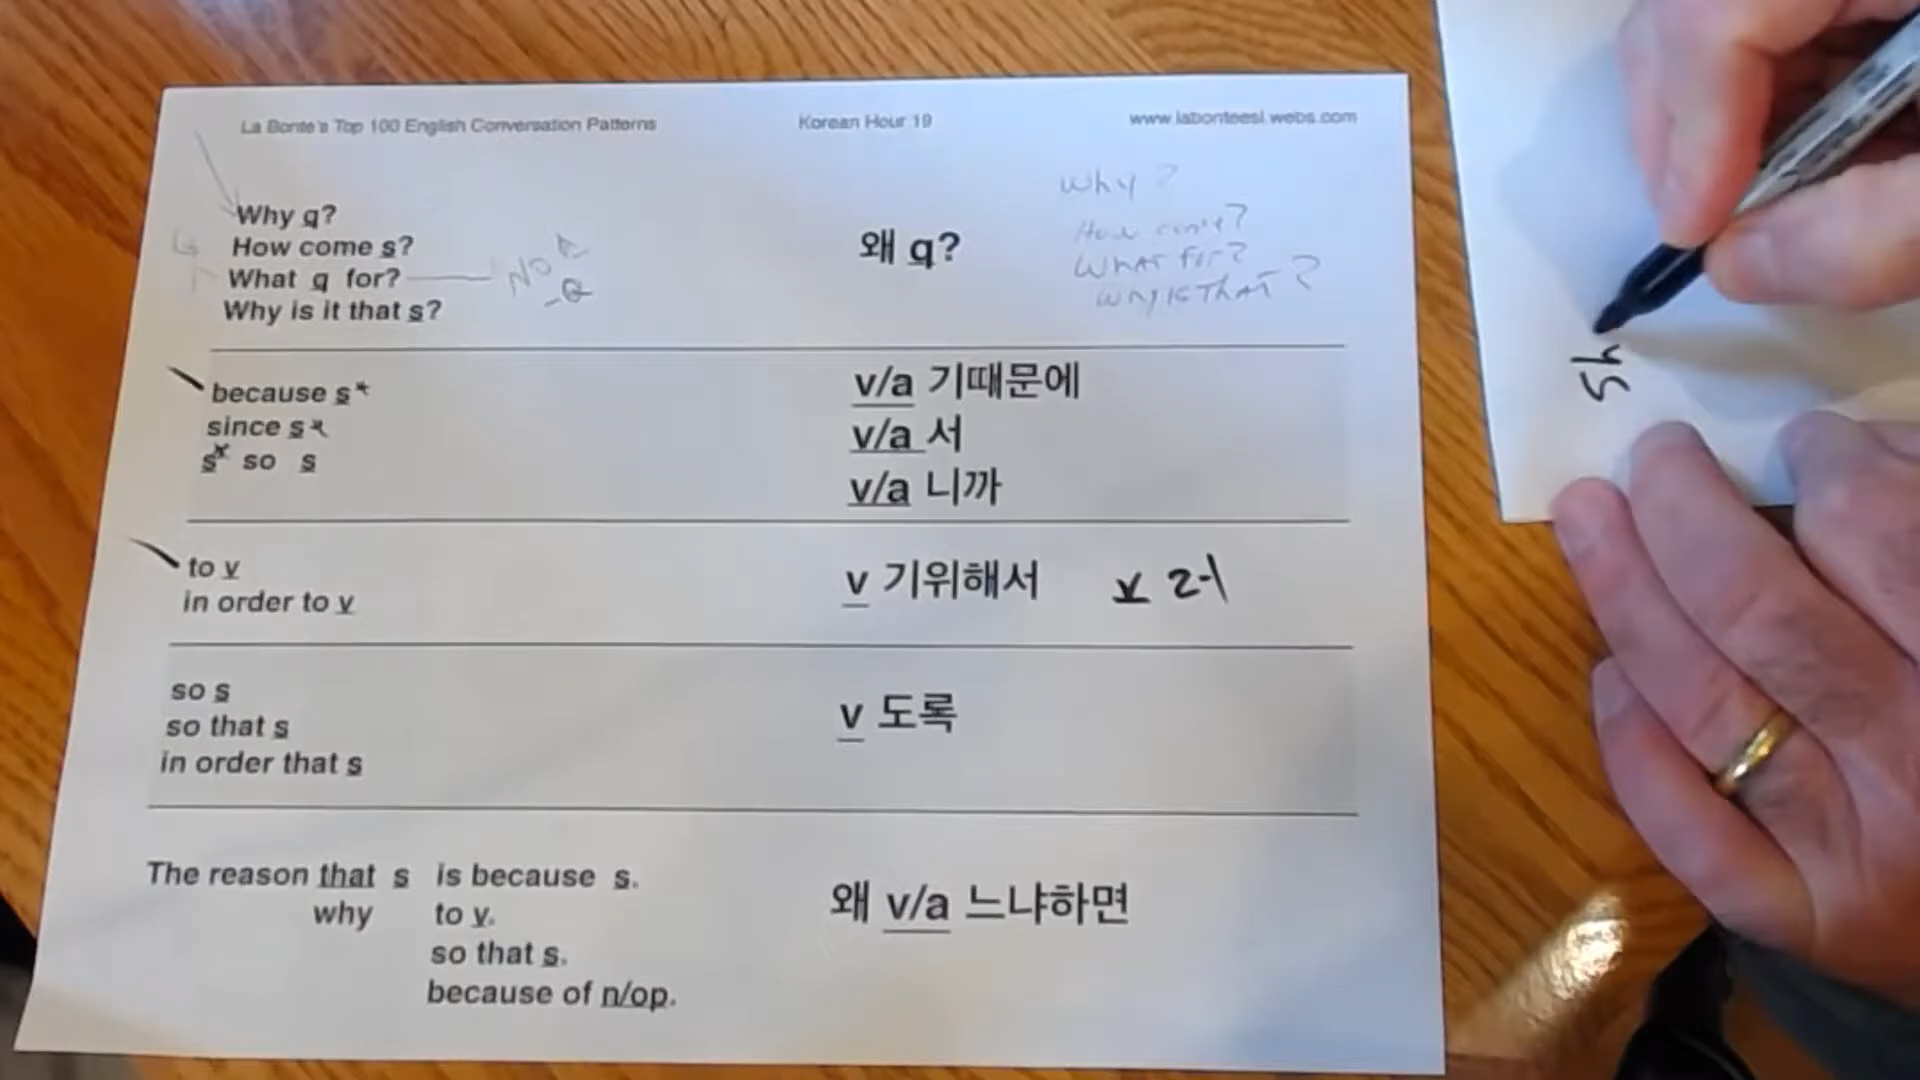 La Bonte's Top 100 English Conversation Patterns Korean Hour 19 www.labonteesl.webs.com
Why q?
How come s?
What q for?
Why is it that s?
NO
왜 q?
Why?
How come?
What for?
Why is that?
because s*
since s*
s* so s
v/a 기때문에
v/a 서
v/a 니까
to v
in order to v
v 기위해서 v 러
so s
so that s
in order that s
v 도록
The reason that s is because s.
why to v.
so that s.
because of n/op.
왜 v/a 느냐하면